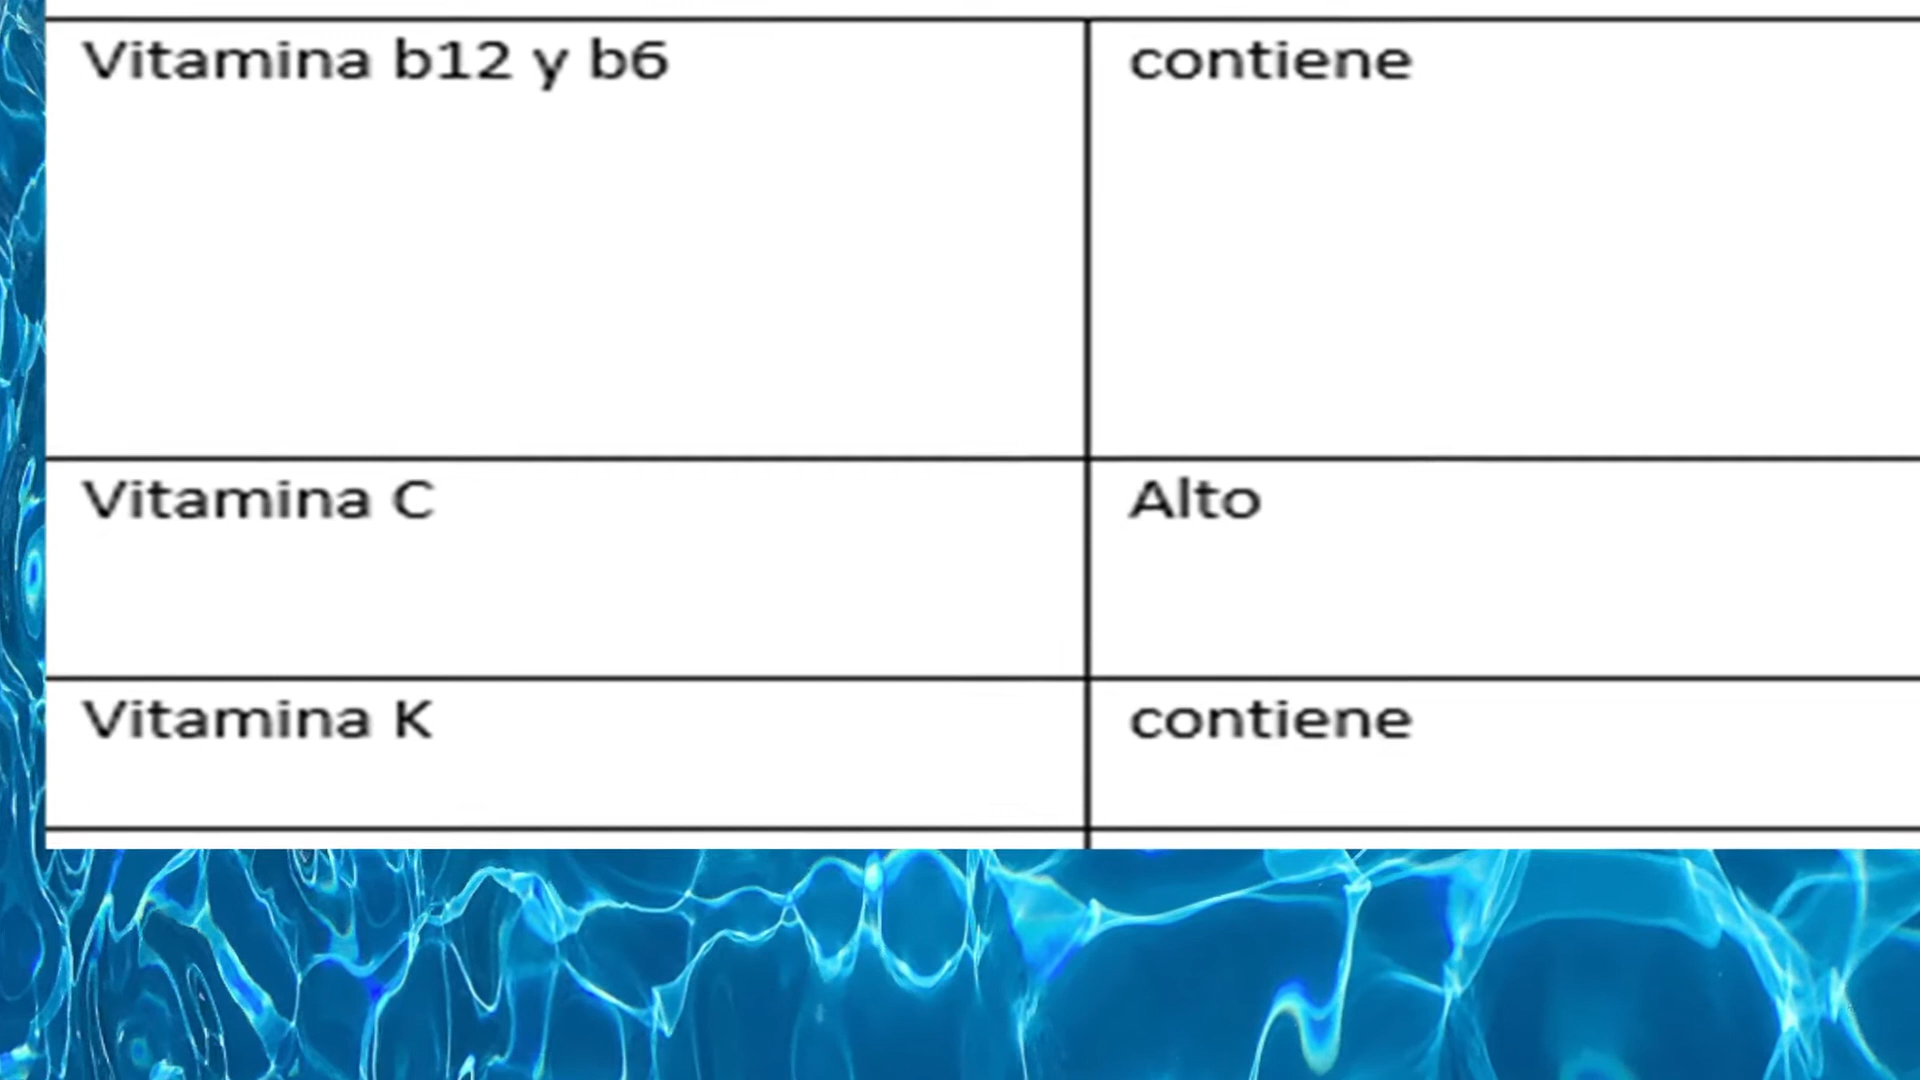 Vitamina b12 y b6
contiene
Vitamina C
Alto
Vitamina K
contiene